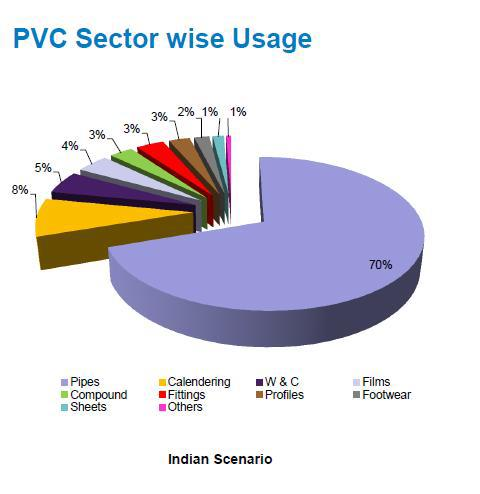 PVC Sector wise Usage
3% 2% 1% 1%
3%
3%
4%
5%
8%
70%
Pipes Calendering W & C Films
Compound Fittings Profiles Footwear
Sheets Others
Indian Scenario